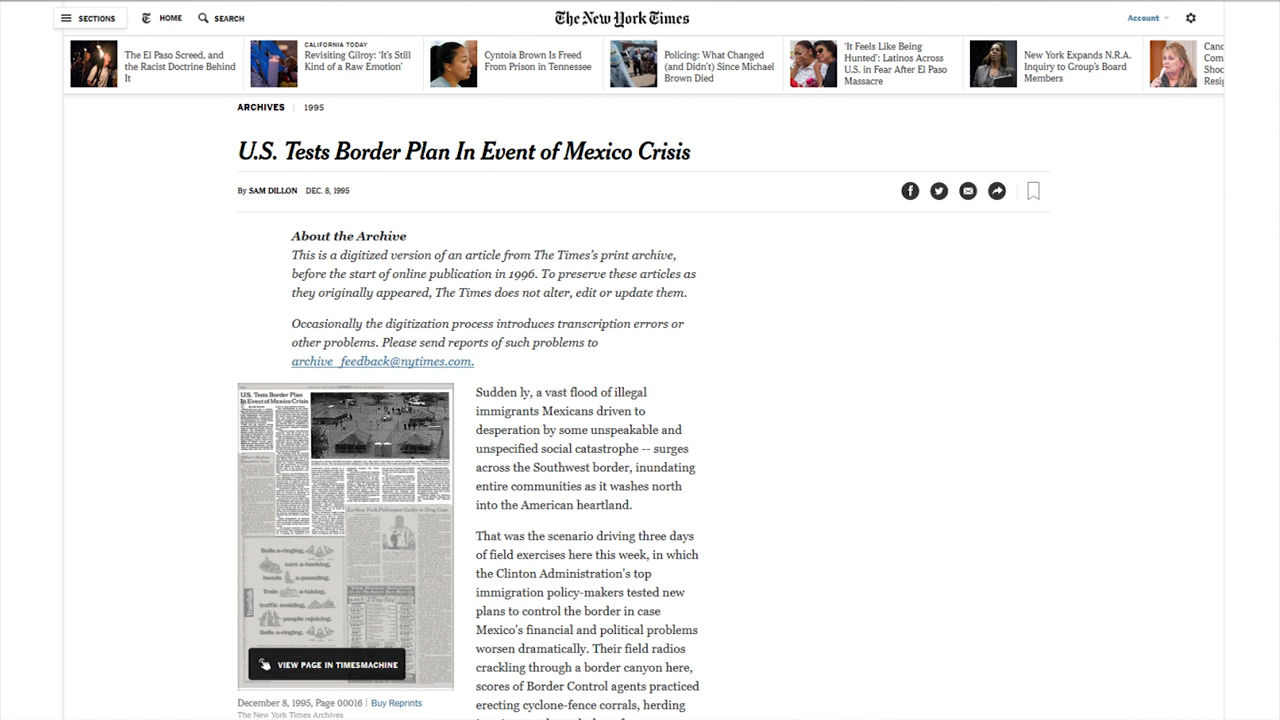 SECTIONS
HOME
SEARCH
The New York Times
Account
The El Paso Screed, and
the Racist Doctrine Behind
It
CALIFORNIA TODAY
Revisiting Gilroy: ‘It’s Still
Kind of a Raw Emotion’
Cyntoia Brown Is Freed
From Prison in Tennessee
Policing: What Changed
(and Didn’t) Since Michael
Brown Died
‘It Feels Like Being
Hunted’: Latinos Across
U.S. in Fear After El Paso
Massacre
New York Expands N.R.A.
Inquiry to Group’s Board
Members
ARCHIVES | 1995
U.S. Tests Border Plan In Event of Mexico Crisis
By SAM DILLON DEC. 8, 1995
About the Archive
This is a digitized version of an article from The Times’s print archive,
before the start of online publication in 1996. To preserve these articles as
they originally appeared, The Times does not alter, edit or update them.
Occasionally the digitization process introduces transcription errors or
other problems. Please send reports of such problems to
archive_feedback@nytimes.com.
U.S. Tests Border Plan
In Event of Mexico Crisis
VIEW PAGE IN TIMESMACHINE
December 8, 1995, Page 00016 | Buy Reprints
The New York Times Archives
Sudden ly, a vast flood of illegal
immigrants Mexicans driven to
desperation by some unspeakable and
unspecified social catastrophe -- surges
across the Southwest border, inundating
entire communities as it washes north
into the American heartland.
That was the scenario driving three days
of field exercises here this week, in which
the Clinton Administration's top
immigration policy-makers tested new
plans to control the border in case
Mexico's financial and political problems
worsen dramatically. Their field radios
crackling through a border canyon here,
scores of Border Control agents practiced
erecting cyclone-fence corrals, herding